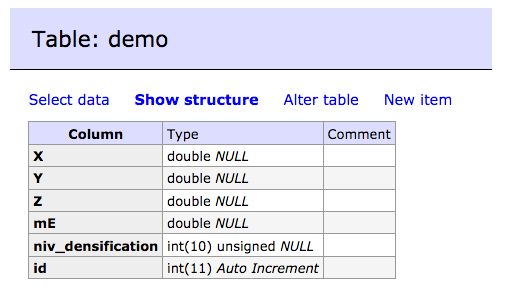 Table: demo
Select data Show structure Alter table New item
Column Type Comment
X double NULL
Y double NULL
Z double NULL
mE double NULL
niv_densification int(10) unsigned NULL
id int(11) Auto Increment